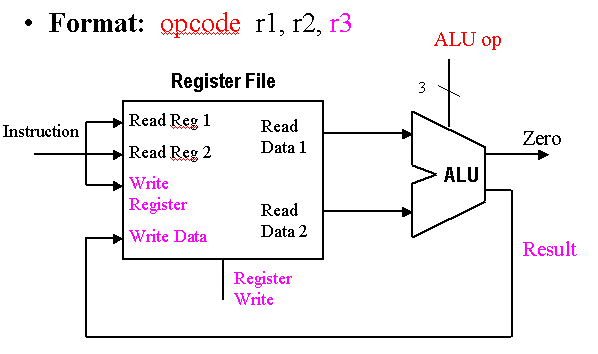 • Format: opcode r1, r2, r3
ALU op
Register File
3
Instruction
Read Reg 1
Read
Data 1
Zero
Read Reg 2
ALU
Write
Register
Read
Data 2
Write Data
Result
Register
Write